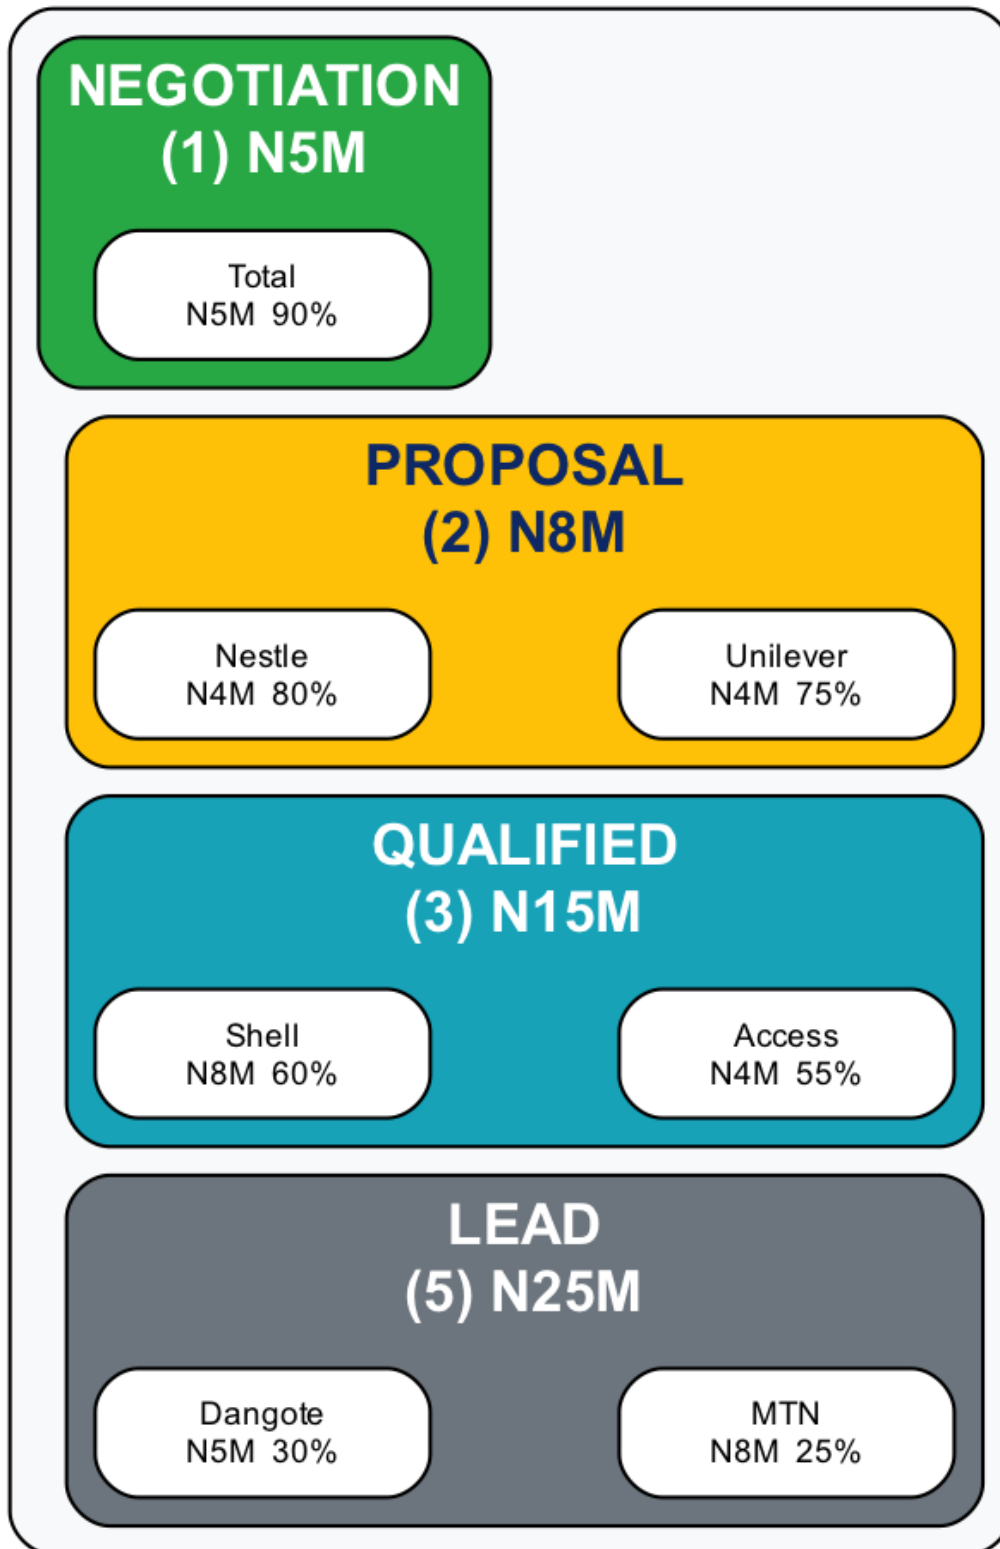 NEGOTIATION
(1) N5M
Total
N5M 90%
PROPOSAL
(2) N8M
Nestle
N4M 80%
Unilever
N4M 75%
QUALIFIED
(3) N15M
Shell
N8M 60%
Access
N4M 55%
LEAD
(5) N25M
Dangote
N5M 30%
MTN
N8M 25%